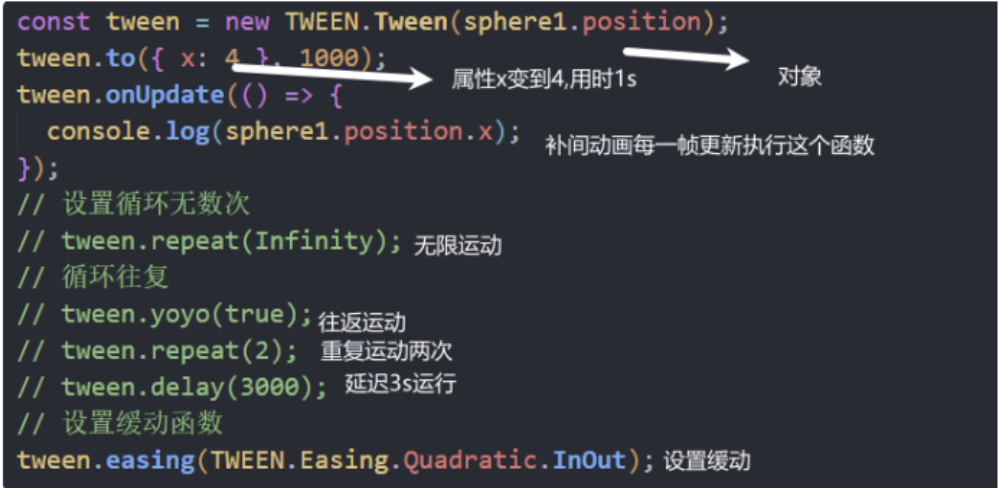 const tween = new TWEEN.Tween(sphere1.position);
tween.to({ x: 4 }, 1000);
属性x变到4,用时1s
对象
tween.onUpdate(() => {
console.log(sphere1.position.x);
补间动画每一帧更新执行这个函数
});
// 设置循环无数次
// tween.repeat(Infinity); 无限运动
// 循环往复
// tween.yoyo(true); 往返运动
// tween.repeat(2); 重复运动两次
// tween.delay(3000); 延迟3s运行
// 设置缓动函数
tween.easing(TWEEN.Easing.Quadratic.InOut); 设置缓动